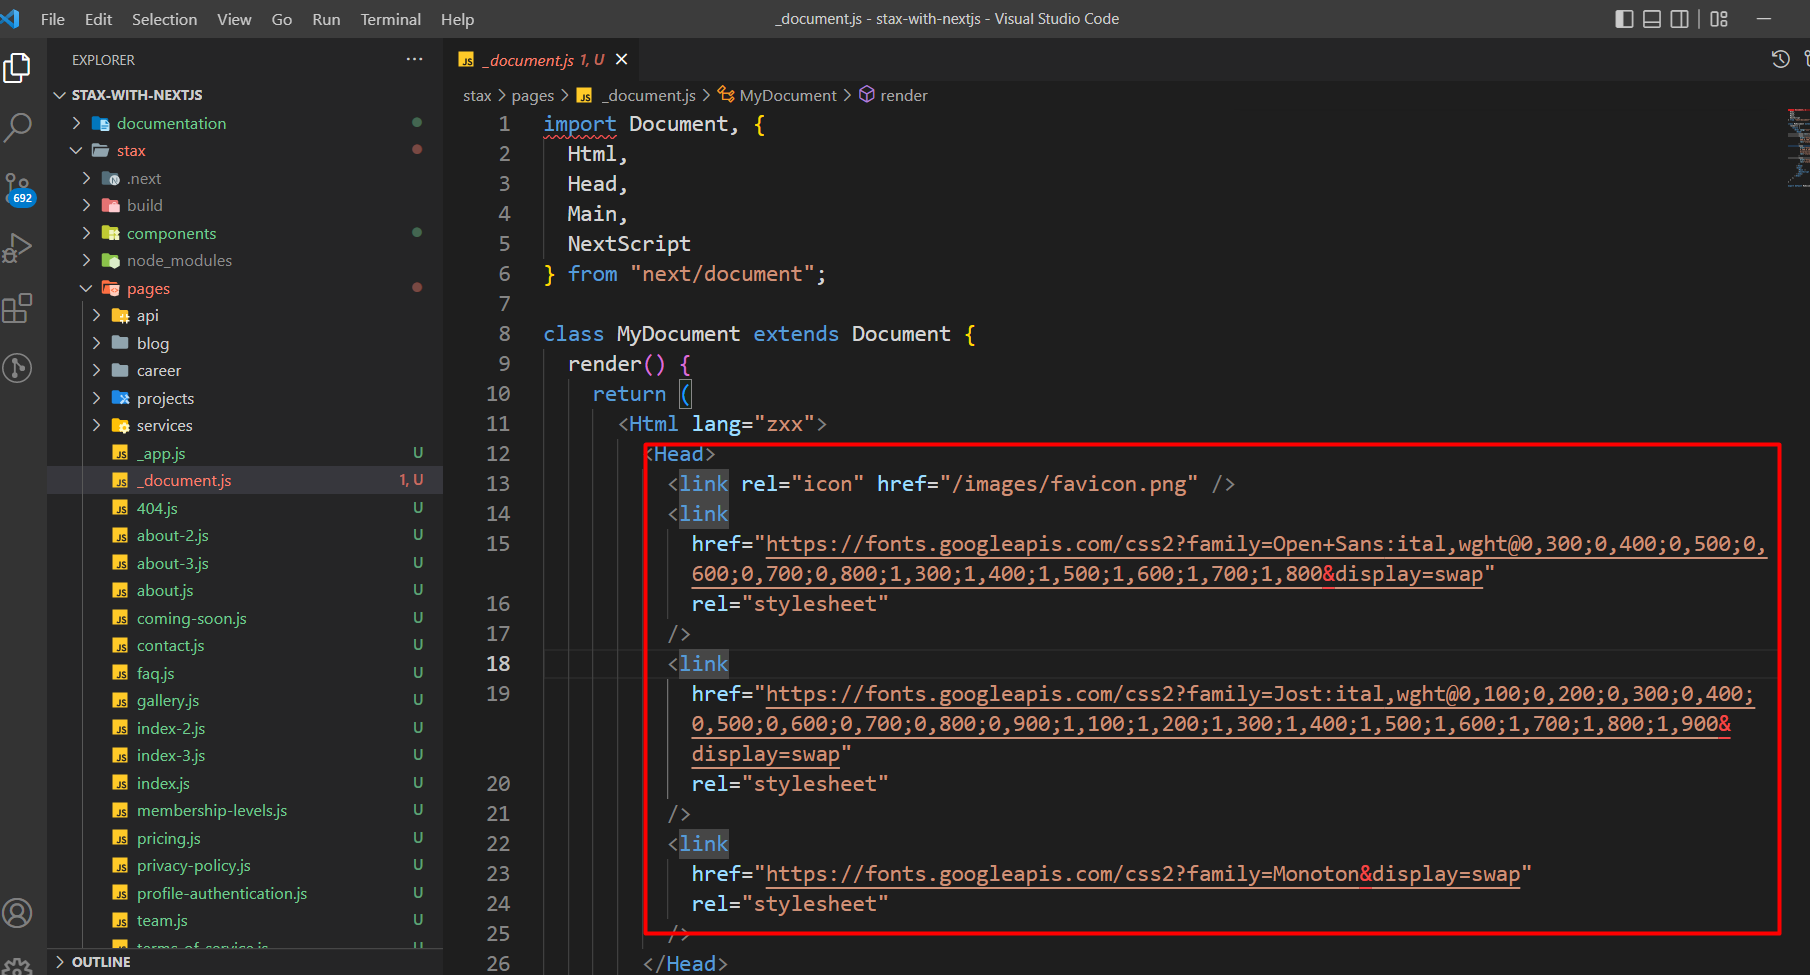 File Edit Selection View Go Run Terminal Help
_document.js - stax-with-nextjs - Visual Studio Code
EXPLORER
STAX-WITH-NEXTJS
documentation
stax
.next
build
components
node_modules
pages
api
blog
career
projects
services
_app.js U
_document.js 1, U
404.js U
about-2.js U
about-3.js U
about.js U
coming-soon.js U
contact.js U
faq.js U
gallery.js U
index-2.js U
index-3.js U
index.js U
membership-levels.js U
pricing.js U
privacy-policy.js U
profile-authentication.js U
team.js U
terms-of-service.js U
OUTLINE
692
_document.js 1, U
stax > pages > _document.js > MyDocument > render
1 import Document, {
2 Html,
3 Head,
4 Main,
5 NextScript
6 } from "next/document";
7
8 class MyDocument extends Document {
9 render() {
10 return (
11 <Html lang="zxx">
12 <Head>
13 <link rel="icon" href="/images/favicon.png" />
14 <link
15 href="https://fonts.googleapis.com/css2?family=Open+Sans:ital,wght@0,300;0,400;0,500;0,
600;0,700;0,800;1,300;1,400;1,500;1,600;1,700;1,800&display=swap"
16 rel="stylesheet"
17 />
18 <link
19 href="https://fonts.googleapis.com/css2?family=Jost:ital,wght@0,100;0,200;0,300;0,400;
0,500;0,600;0,700;0,800;0,900;1,100;1,200;1,300;1,400;1,500;1,600;1,700;1,800;1,900&
display=swap"
20 rel="stylesheet"
21 />
22 <link
23 href="https://fonts.googleapis.com/css2?family=Monoton&display=swap"
24 rel="stylesheet"
25 />
26 </Head>